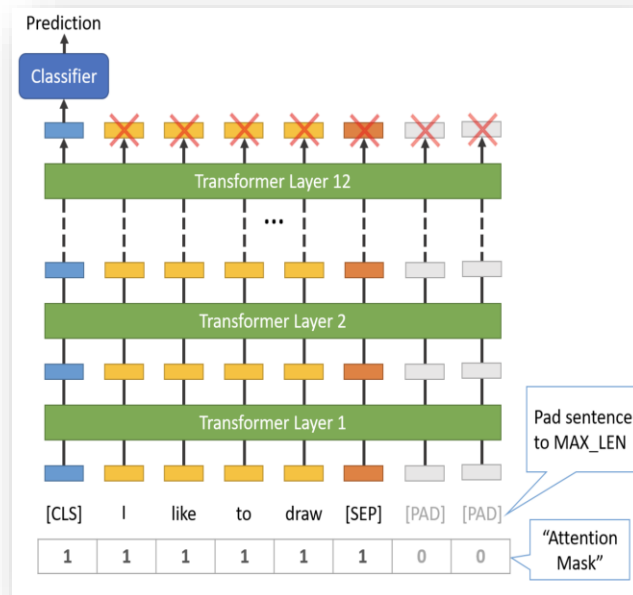 Prediction
Classifier
Transformer Layer 12
...
Transformer Layer 2
Transformer Layer 1
Pad sentence
to MAX_LEN
[CLS] I like to draw [SEP] [PAD] [PAD]
1 1 1 1 1 1 0 0
“Attention
Mask”